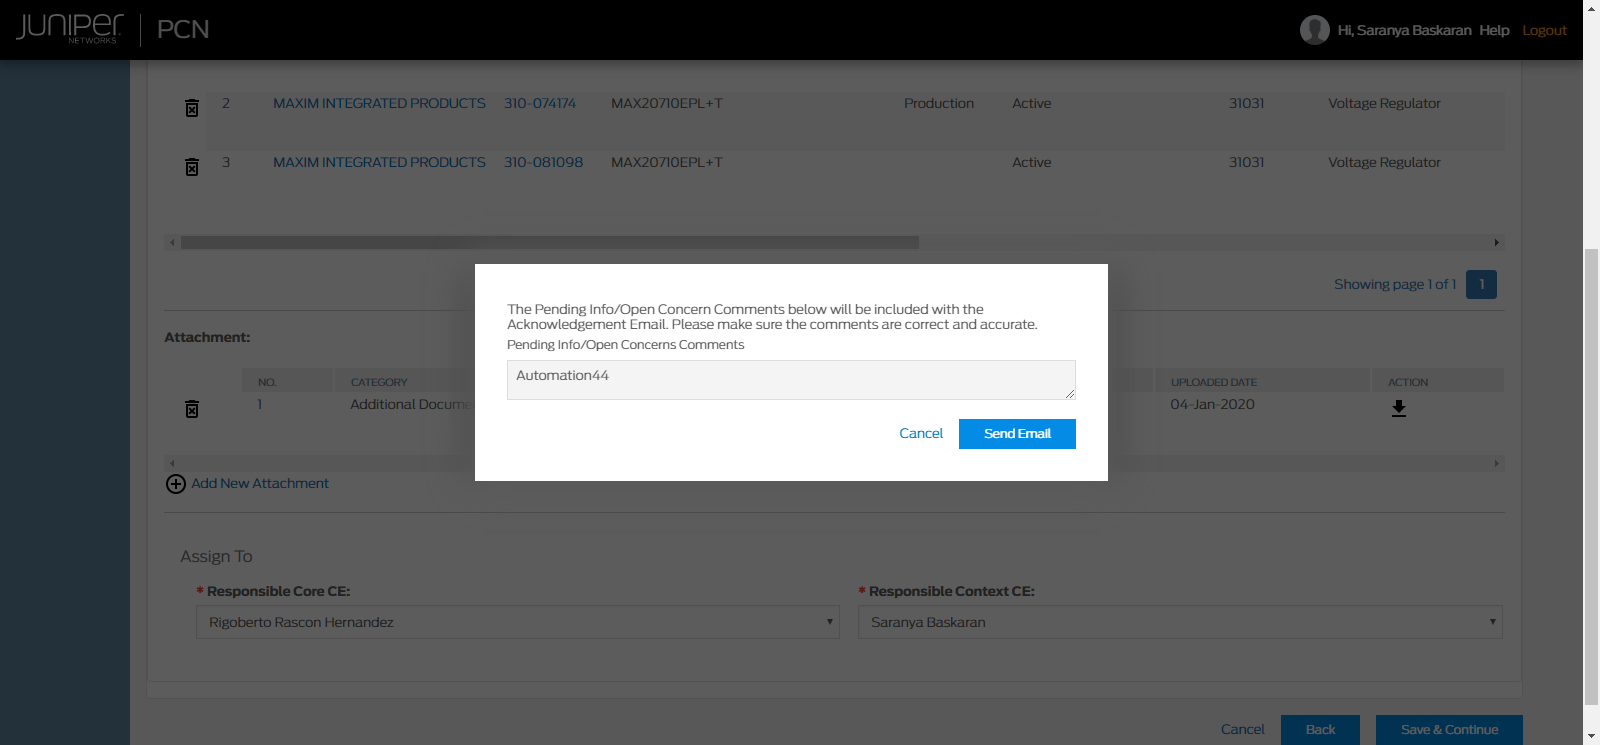 JUNIPER NETWORKS PCN Hi, Saranya Baskaran Help Logout
2 MAXIM INTEGRATED PRODUCTS 310-074174 MAX20710EPL+T Production Active 31031 Voltage Regulator
3 MAXIM INTEGRATED PRODUCTS 310-081098 MAX20710EPL+T Active 31031 Voltage Regulator
Showing page 1 of 1 1
The Pending Info/Open Concern Comments below will be included with the
Acknowledgement Email. Please make sure the comments are correct and accurate.
Pending Info/Open Concerns Comments
Automation44
Cancel Send Email
Attachment:
NO. CATEGORY UPLOADED DATE ACTION
1 Additional Docume 04-Jan-2020
Add New Attachment
Assign To
* Responsible Core CE: * Responsible Context CE:
Rigoberto Rascon Hernandez Saranya Baskaran
Cancel Back Save & Continue